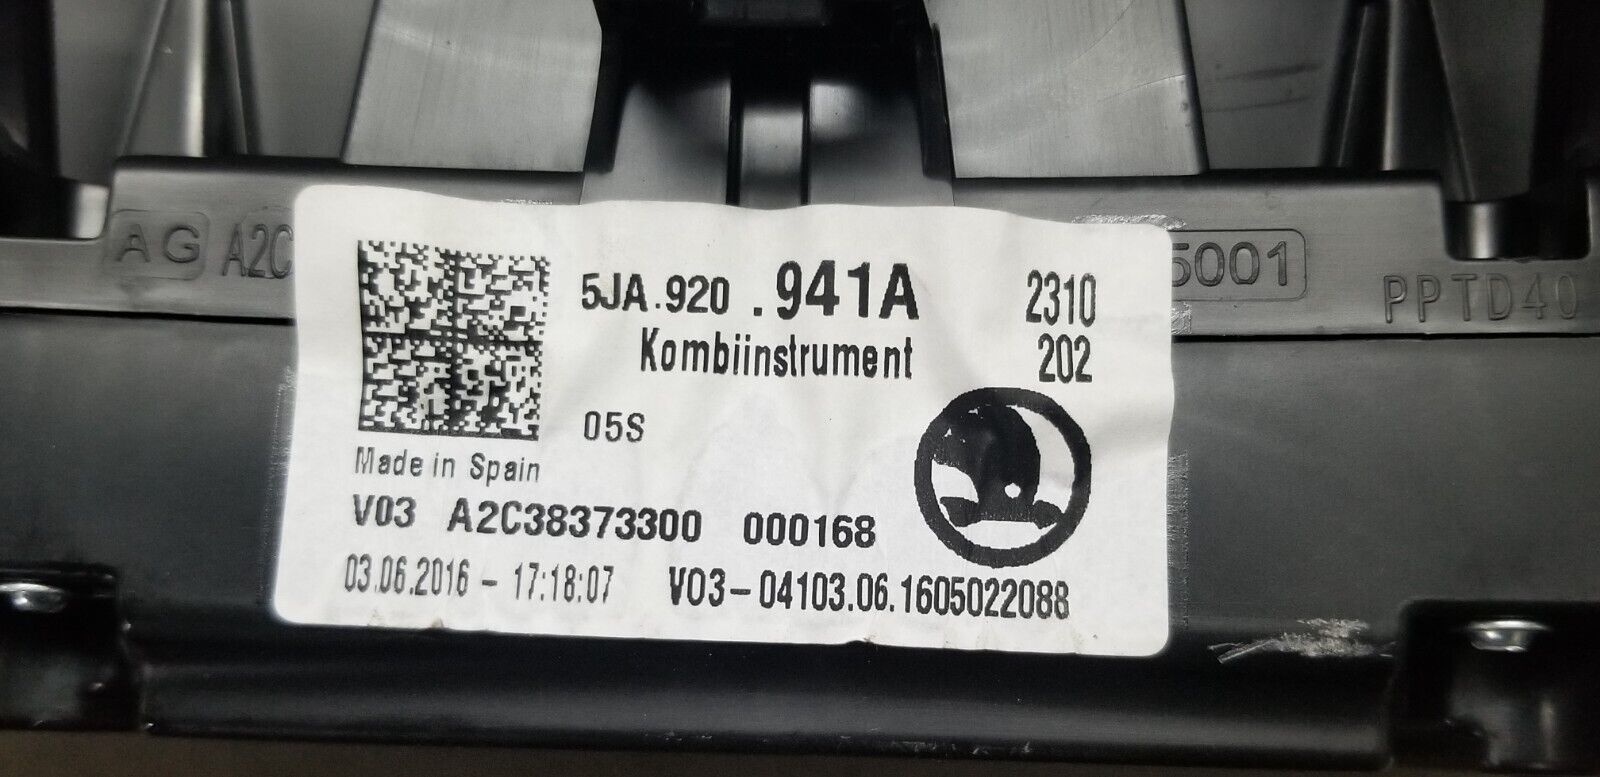 AG A2C
5001
PPTD40
5JA.920 .941A 2310
Kombiinstrument 202
05S
Made in Spain
V03 A2C38373300 000168
03.06.2016 - 17:18:07 V03-04103.06.1605022088